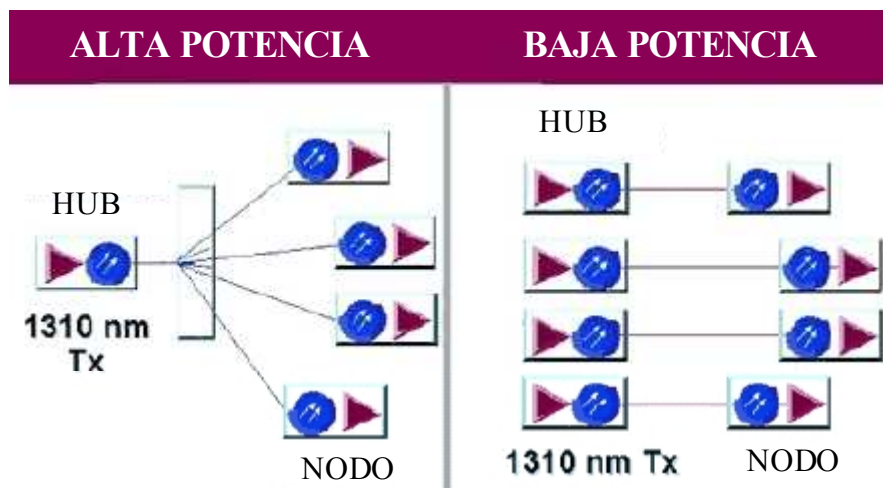 ALTA POTENCIA
BAJA POTENCIA
HUB
1310 nm
Tx
NODO
HUB
1310 nm Tx
NODO